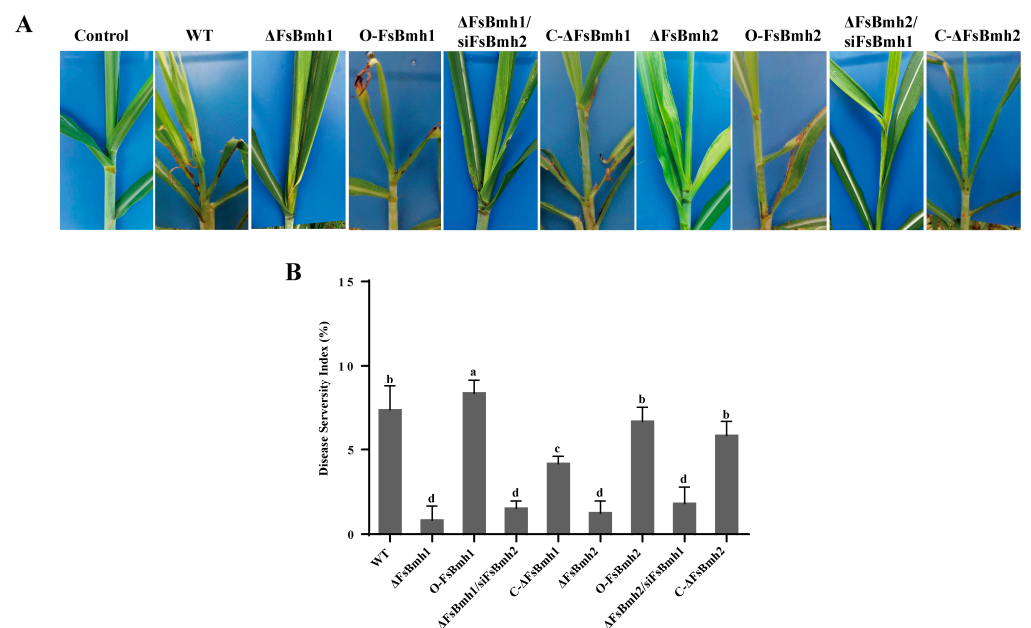 A
Control
WT
ΔFsBmh1
O-FsBmh1
ΔFsBmh1/
siFsBmh2
C-ΔFsBmh1
ΔFsBmh2
O-FsBmh2
ΔFsBmh2/
siFsBmh1
C-ΔFsBmh2
B
Disease Serversity Index (%)
15
10
5
0
b
d
a
d
c
d
b
d
b
WT
ΔFsBmh1
O-FsBmh1
ΔFsBmh1/siFsBmh2
C-ΔFsBmh1
ΔFsBmh2
O-FsBmh2
ΔFsBmh2/siFsBmh1
C-ΔFsBmh2